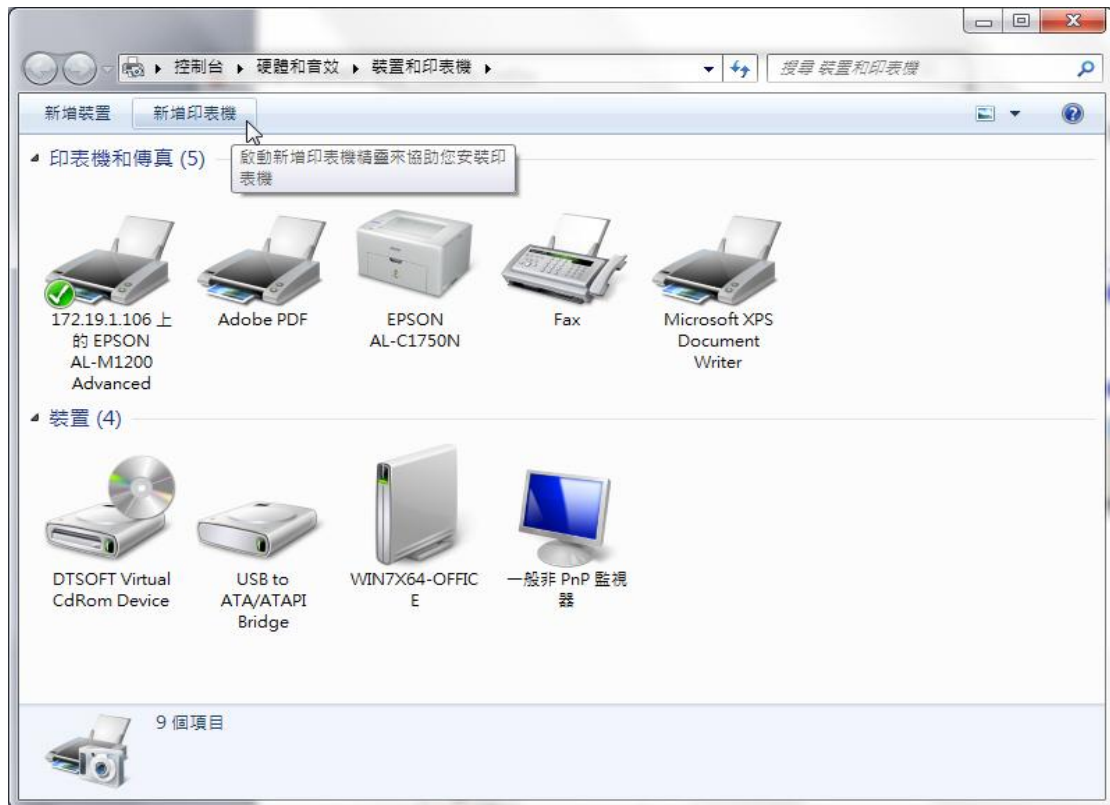 控制台 硬體和音效 裝置和印表機
搜尋 裝置和印表機
新增裝置 新增印表機
印表機和傳真 (5)
啟動新增印表機精靈來協助您安裝印
表機
172.19.1.106 上
的 EPSON
AL-M1200
Advanced
Adobe PDF
EPSON
AL-C1750N
Fax
Microsoft XPS
Document
Writer
裝置 (4)
DTSOFT Virtual
CdRom Device
USB to
ATA/ATAPI
Bridge
WIN7X64-OFFIC
E
一般非 PnP 監視
器
9 個項目